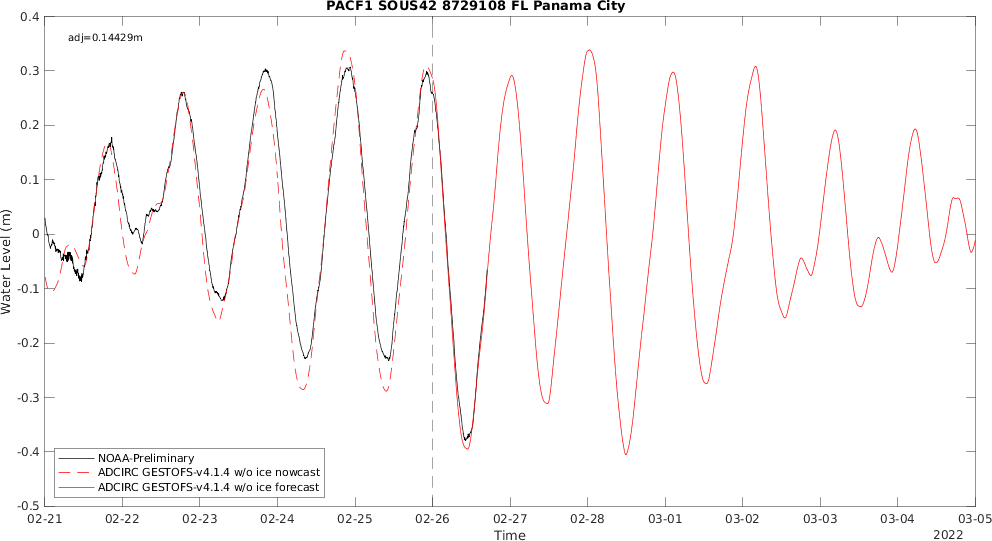 PACF1 SOUS42 8729108 FL Panama City
adj=0.14429m
0.4
0.3
0.2
0.1
0
-0.1
-0.2
-0.3
-0.4
-0.5
Water Level (m)
NOAA-Preliminary
ADCIRC GESTOFS-v4.1.4 w/o ice nowcast
ADCIRC GESTOFS-v4.1.4 w/o ice forecast
02-21 02-22 02-23 02-24 02-25 02-26 02-27 02-28 03-01 03-02 03-03 03-04 03-05
Time
2022